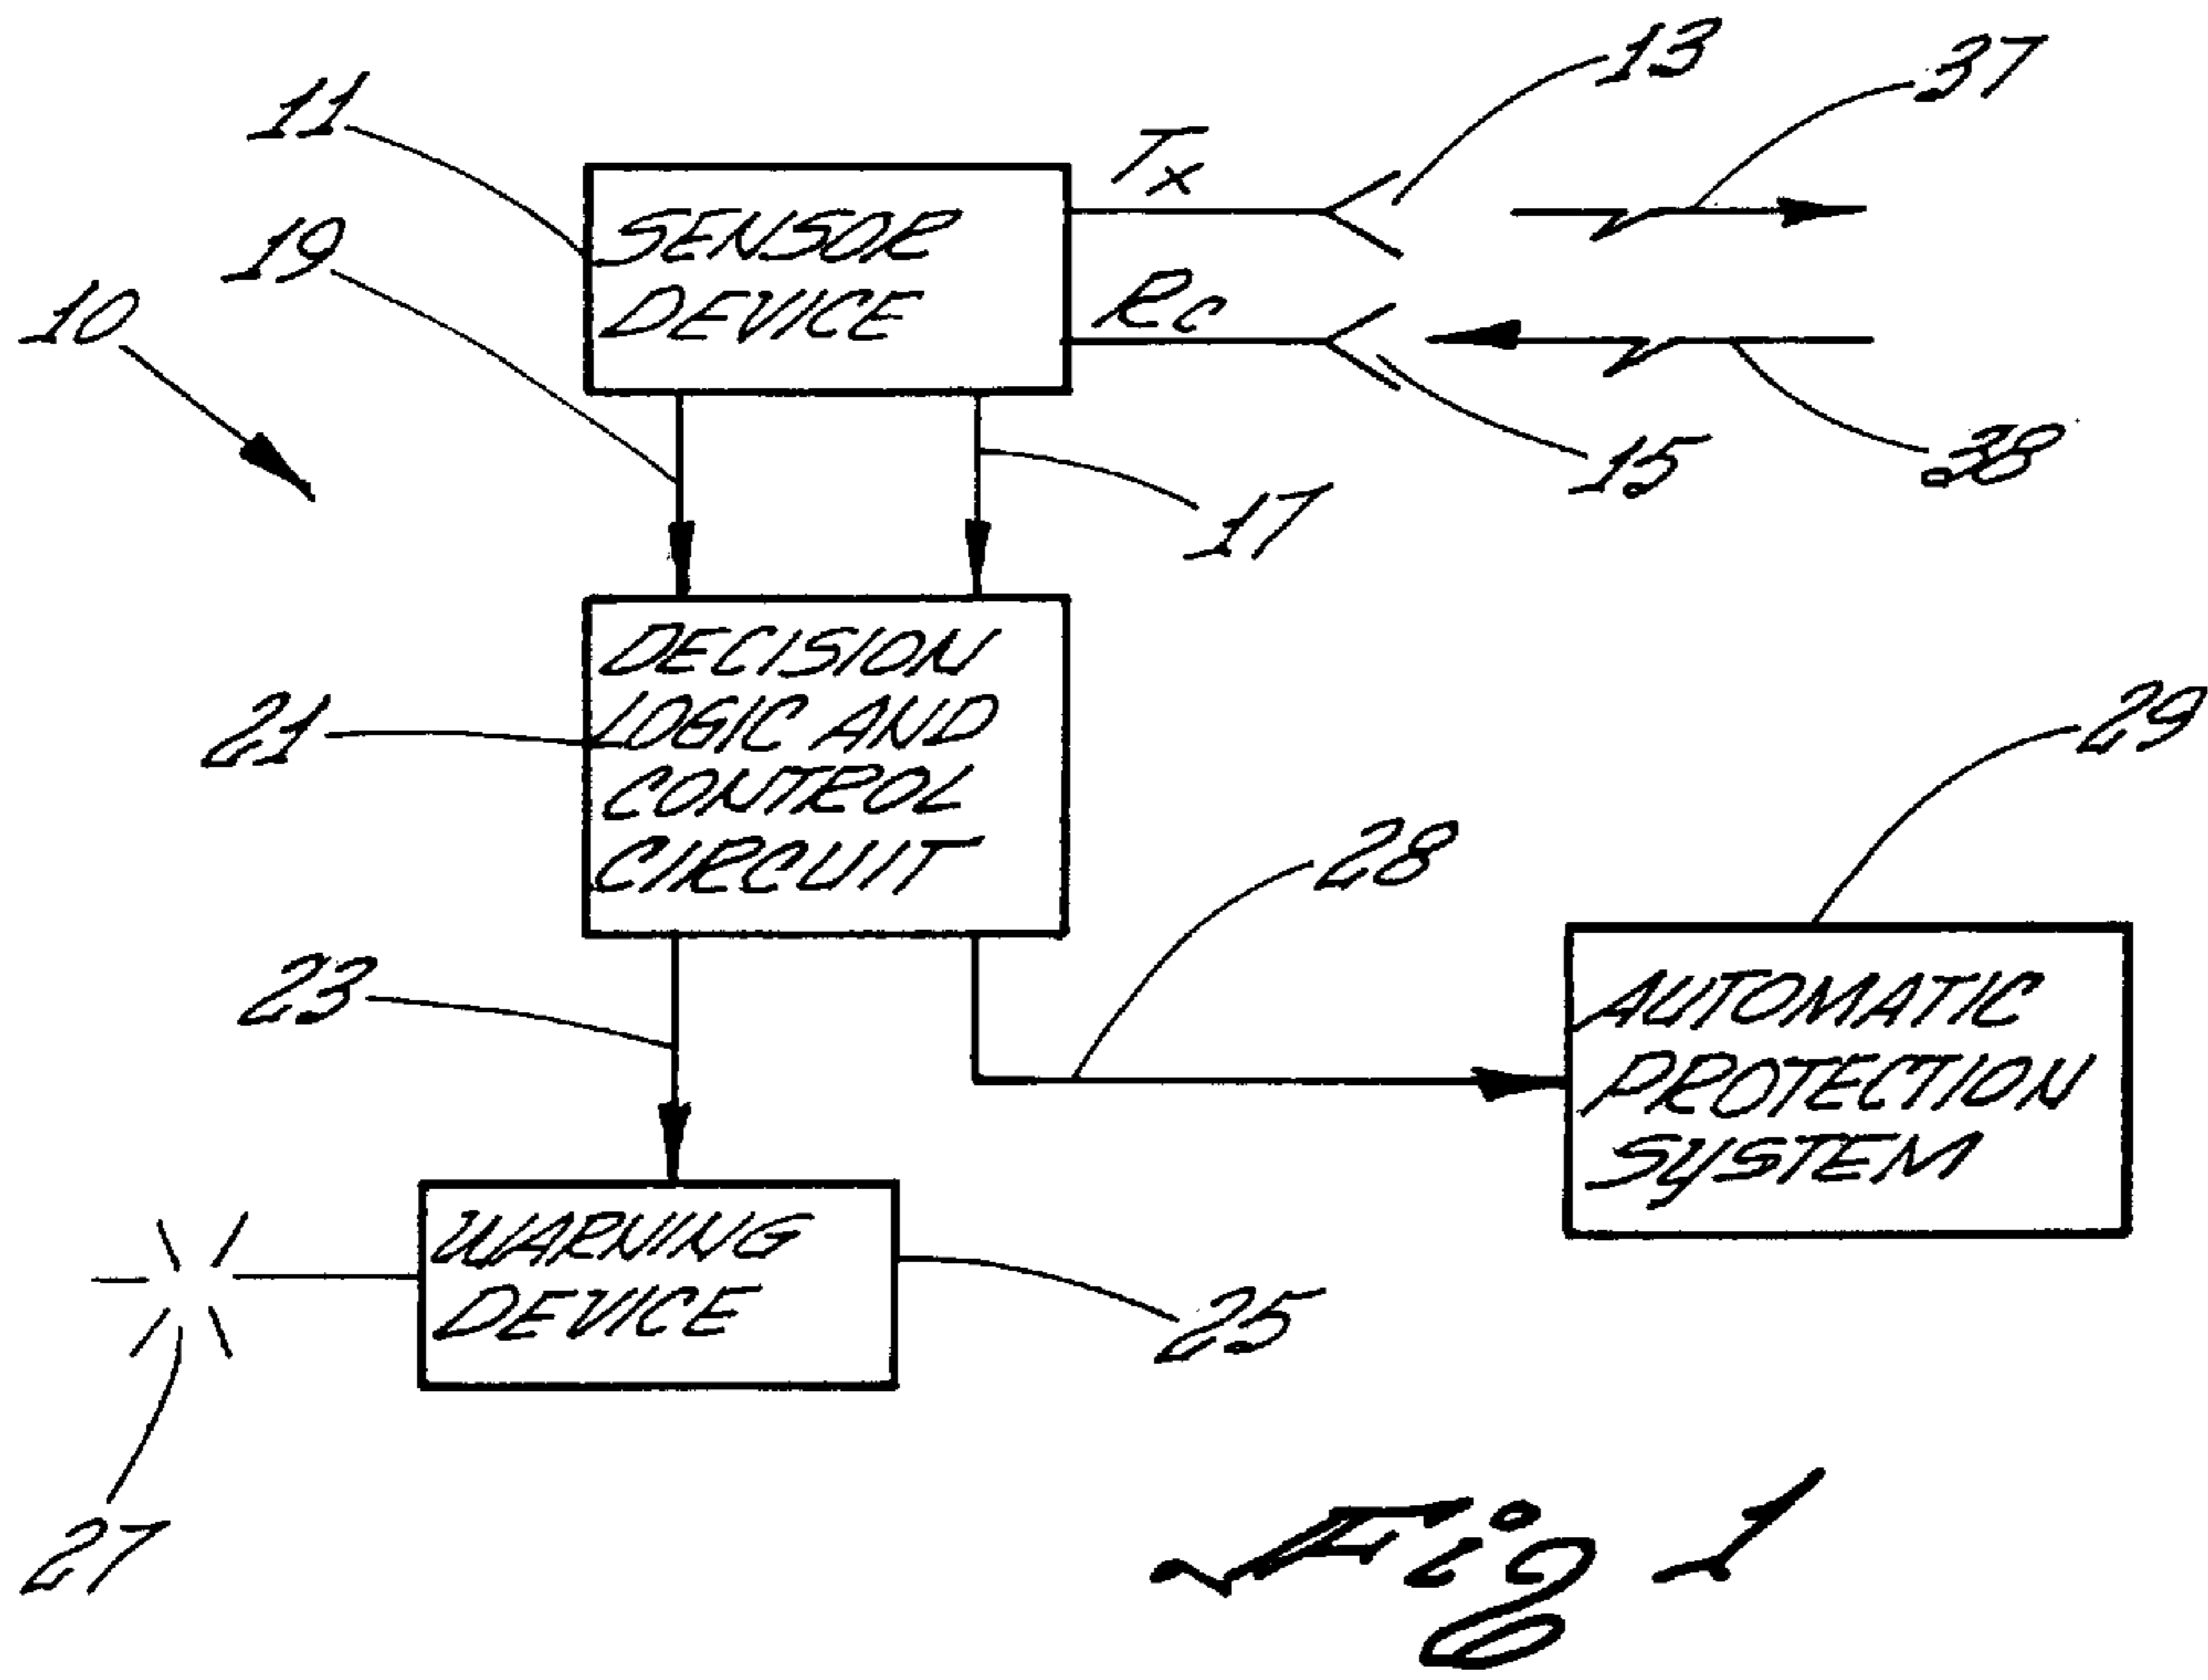 13
37
11
Tx
SENSOR
DEVICE
19
Rc
10
15
38
17
DECISION
LOGIC AND
CONTROL
CIRCUIT
21
29
28
23
AUTOMATIC
PROTECTION
SYSTEM
WARNING
DEVICE
25
27
Fig 1